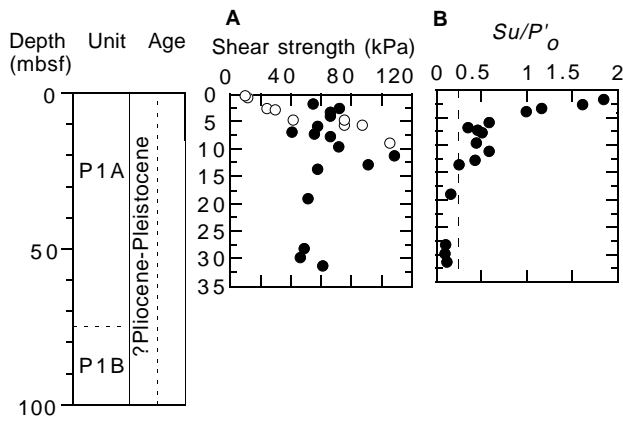 A
B
Depth Unit Age
(mbsf)
Shear strength (kPa)
Su/P'o
0 40 80 120
0 0.5 1 1.5 2
0
5
10
15
20
25
30
35
0
50
100
P1A
P1B
?Pliocene-Pleistocene